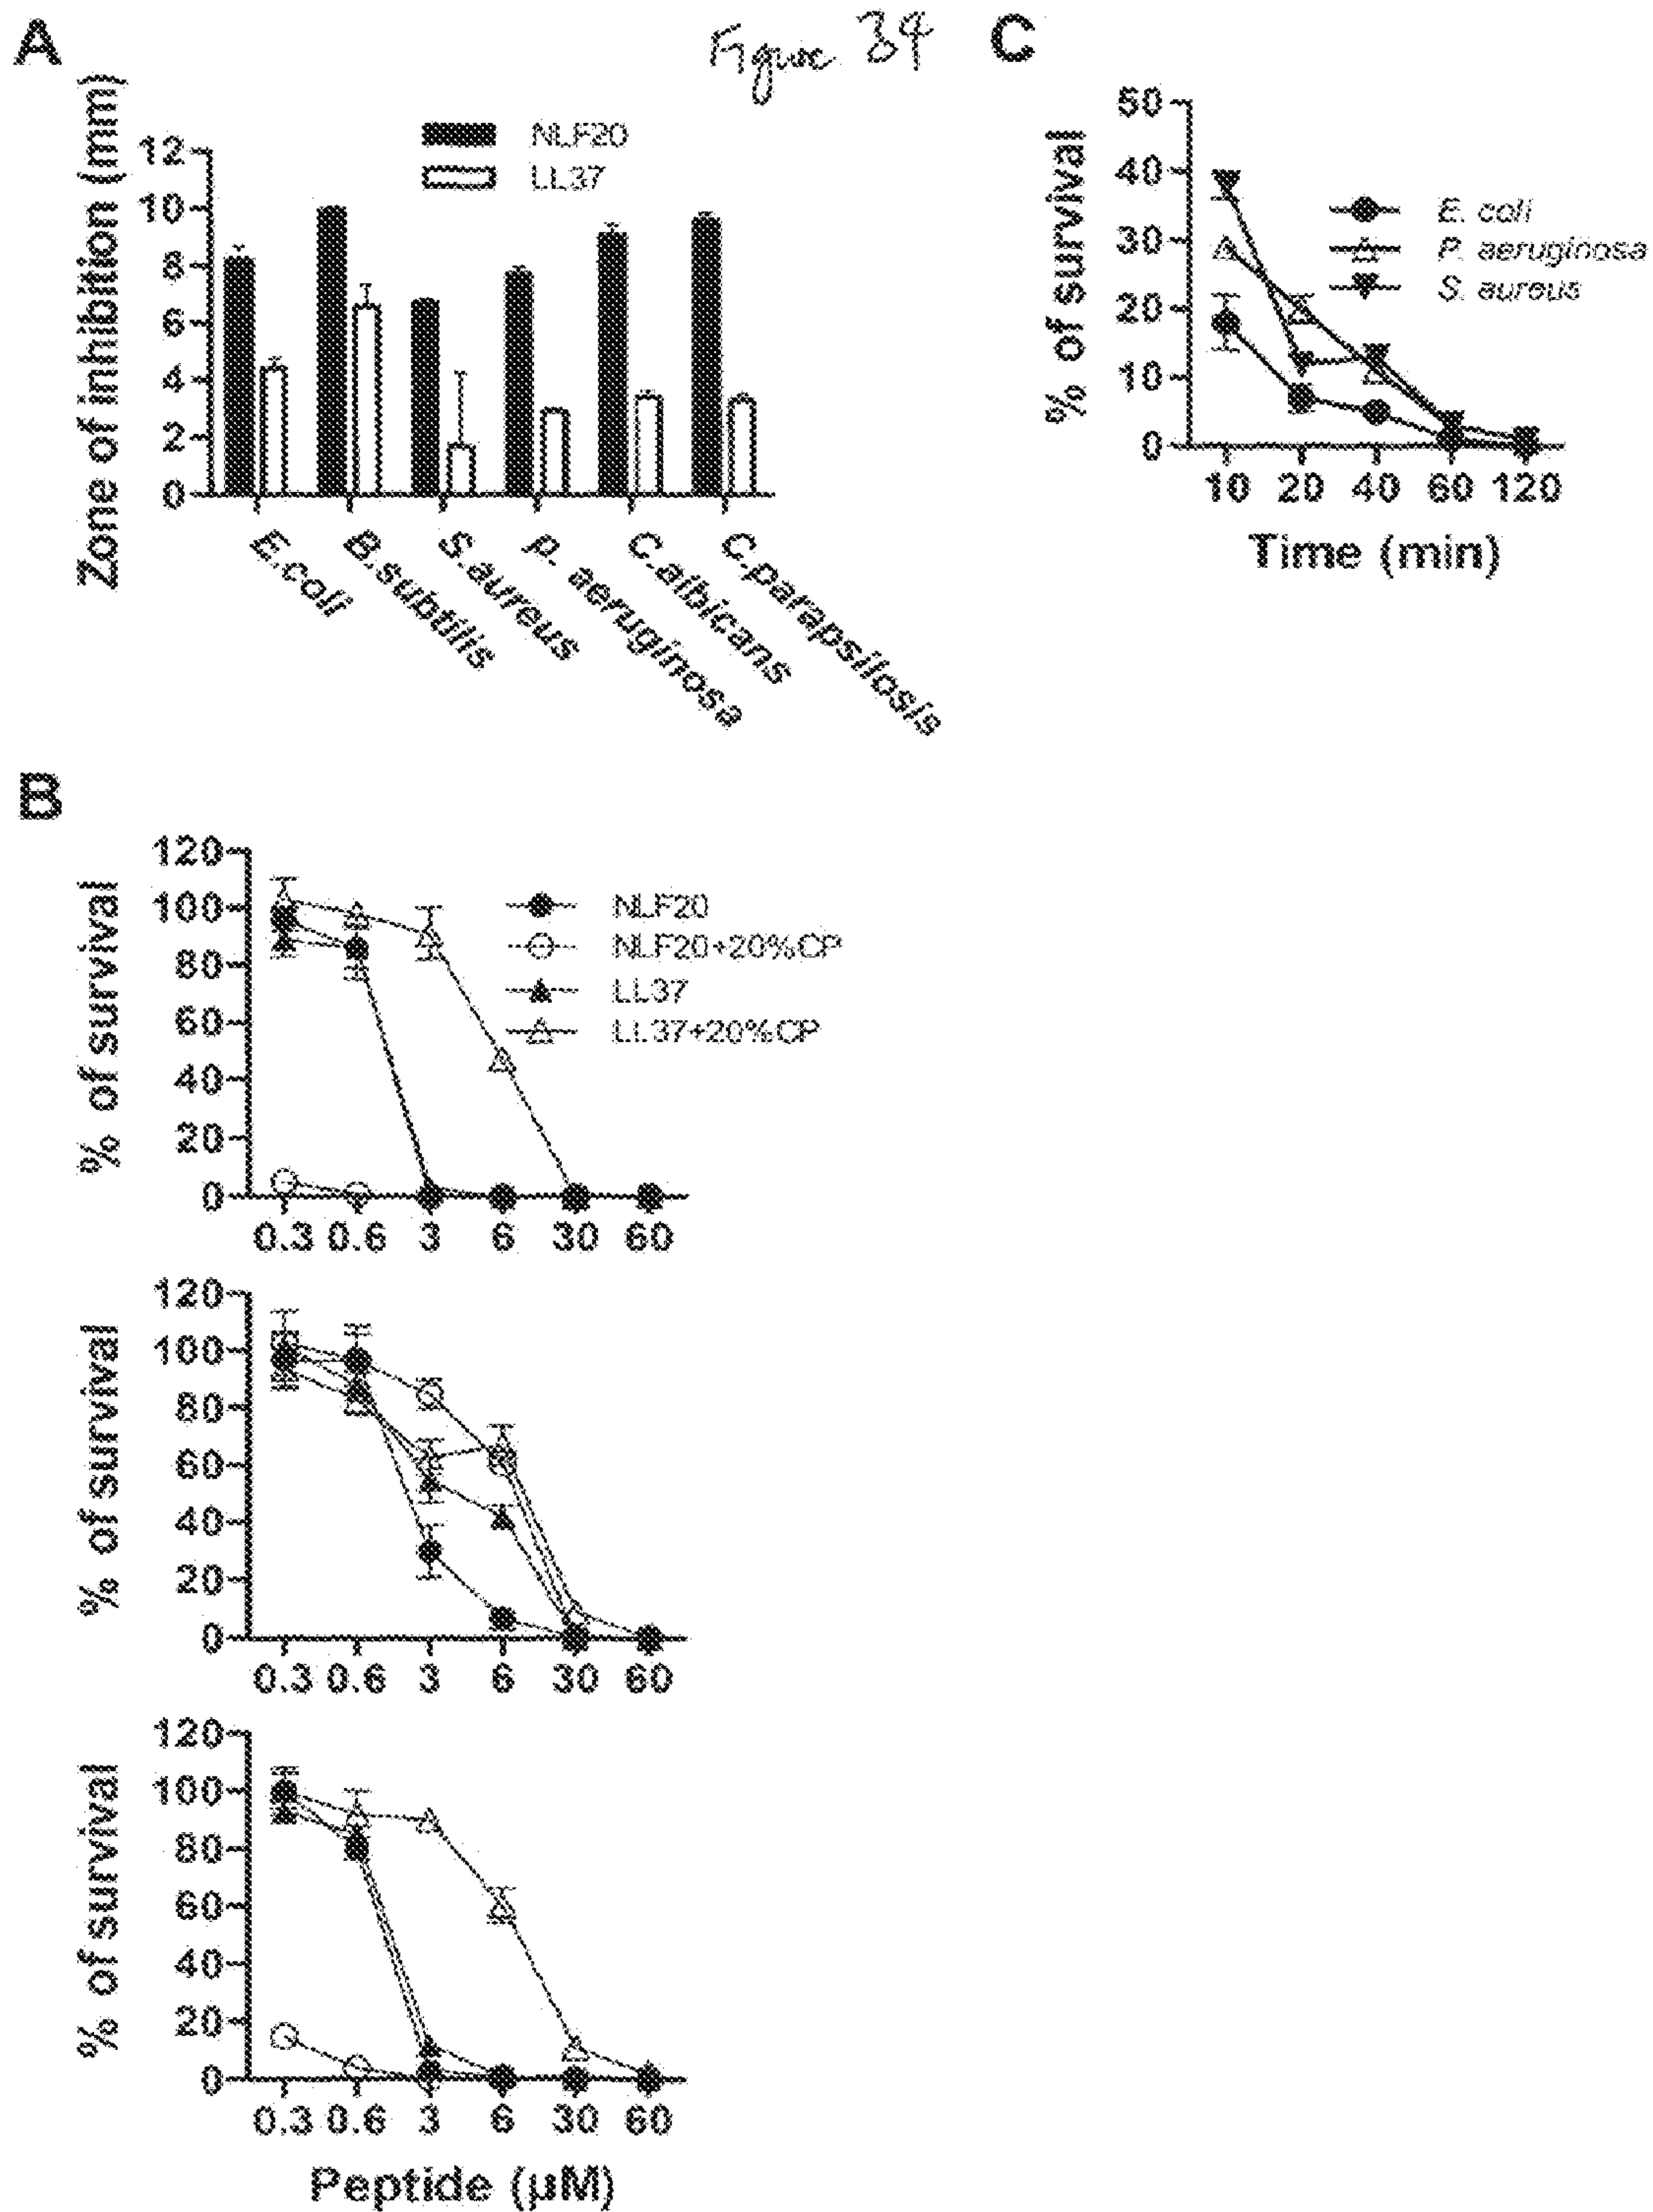 A
Figure 34
C
Zone of inhibition (mm)
12
10
8
6
4
2
0
NLF20
LL37
E.coli
B.subtilis
S.aureus
P. aeruginosa
C.albicans
C.parapsilosis
% of survival
50
40
30
20
10
0
E. coli
P. aeruginosa
S. aureus
10 20 40 60 120
Time (min)
B
% of survival
120
100
80
60
40
20
0
NLF20
NLF20+20%CP
LL37
LL37+20%CP
0.3 0.6 3 6 30 60
% of survival
120
100
80
60
40
20
0
0.3 0.6 3 6 30 60
% of survival
120
100
80
60
40
20
0
0.3 0.6 3 6 30 60
Peptide (µM)